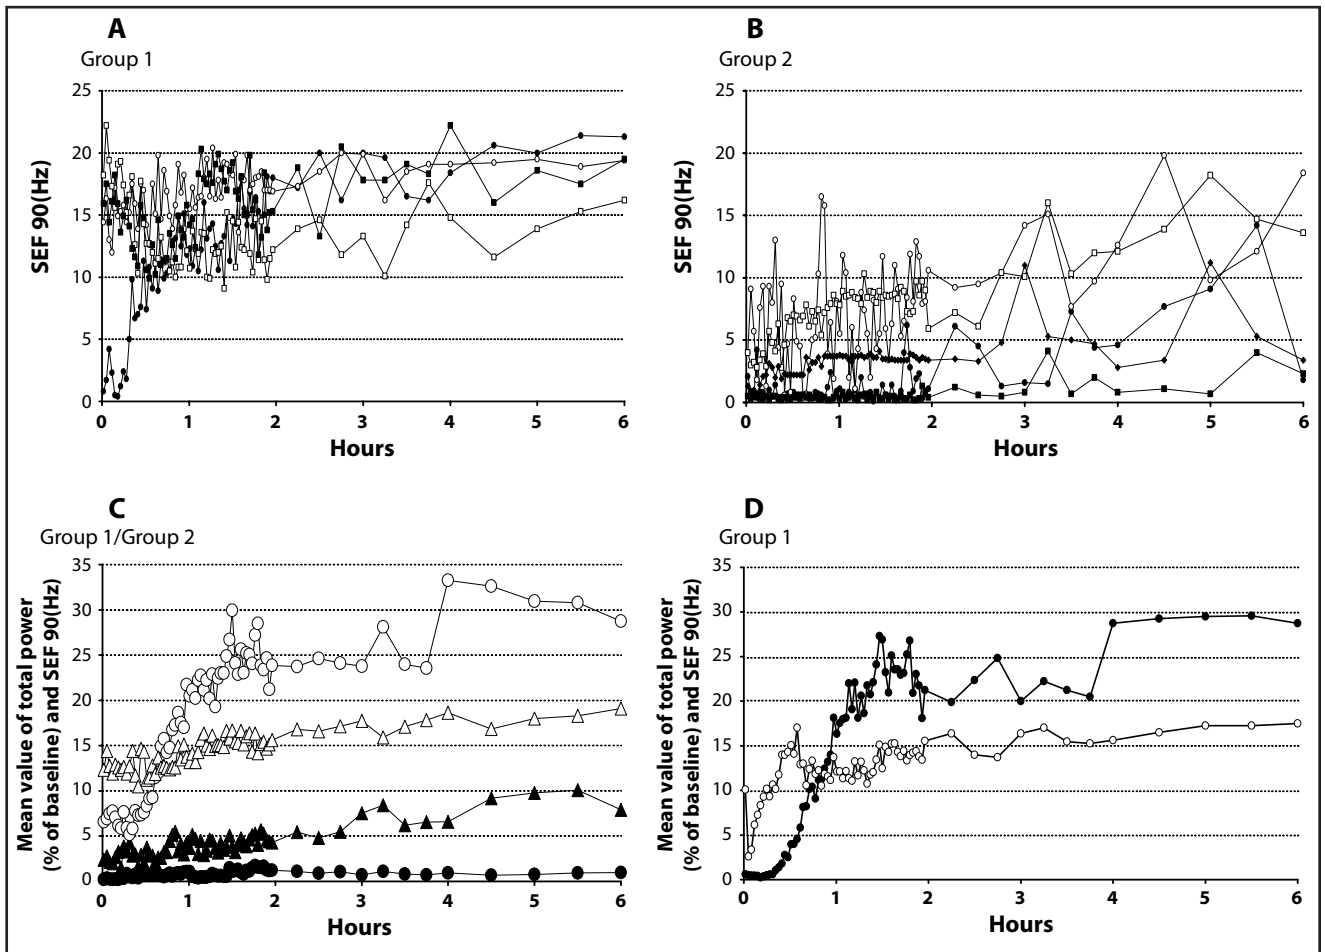 A
Group 1
SEF 90(Hz)
25
20
15
10
5
0
0 1 2 3 4 5 6
Hours
B
Group 2
SEF 90(Hz)
25
20
15
10
5
0
0 1 2 3 4 5 6
Hours
C
Group 1/Group 2
Mean value of total power
(% of baseline) and SEF 90(Hz)
35
30
25
20
15
10
5
0
0 1 2 3 4 5 6
Hours
D
Group 1
Mean value of total power
(% of baseline) and SEF 90(Hz)
35
30
25
20
15
10
5
0
0 1 2 3 4 5 6
Hours